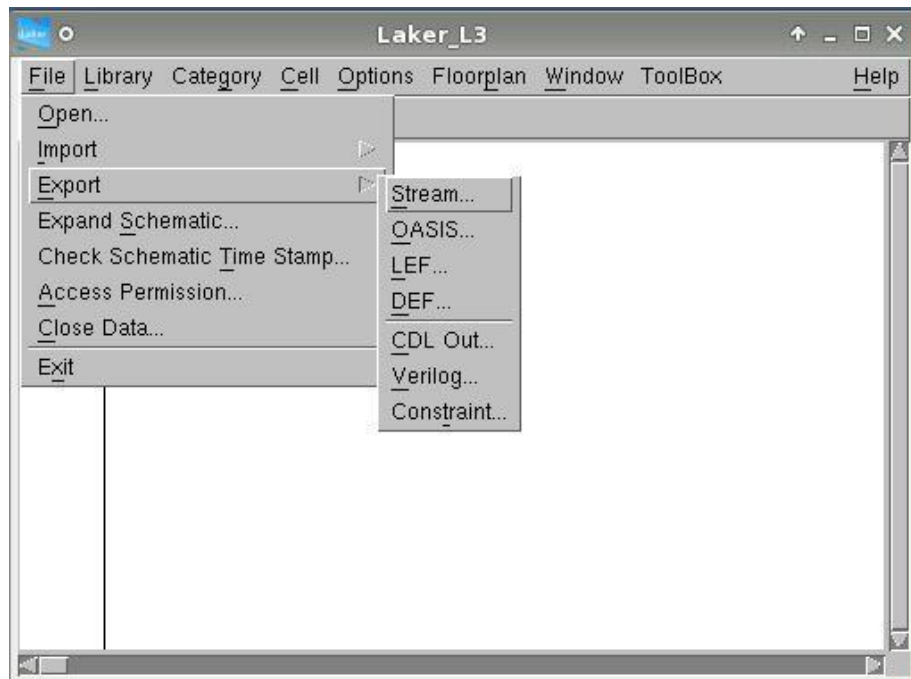 Laker_L3
File Library Category Cell Options Floorplan Window ToolBox Help
Open...
Import
Export
Expand Schematic...
Check Schematic Time Stamp...
Access Permission...
Close Data...
Exit
Stream...
OASIS...
LEF...
DEF...
CDL Out...
Verilog...
Constraint...